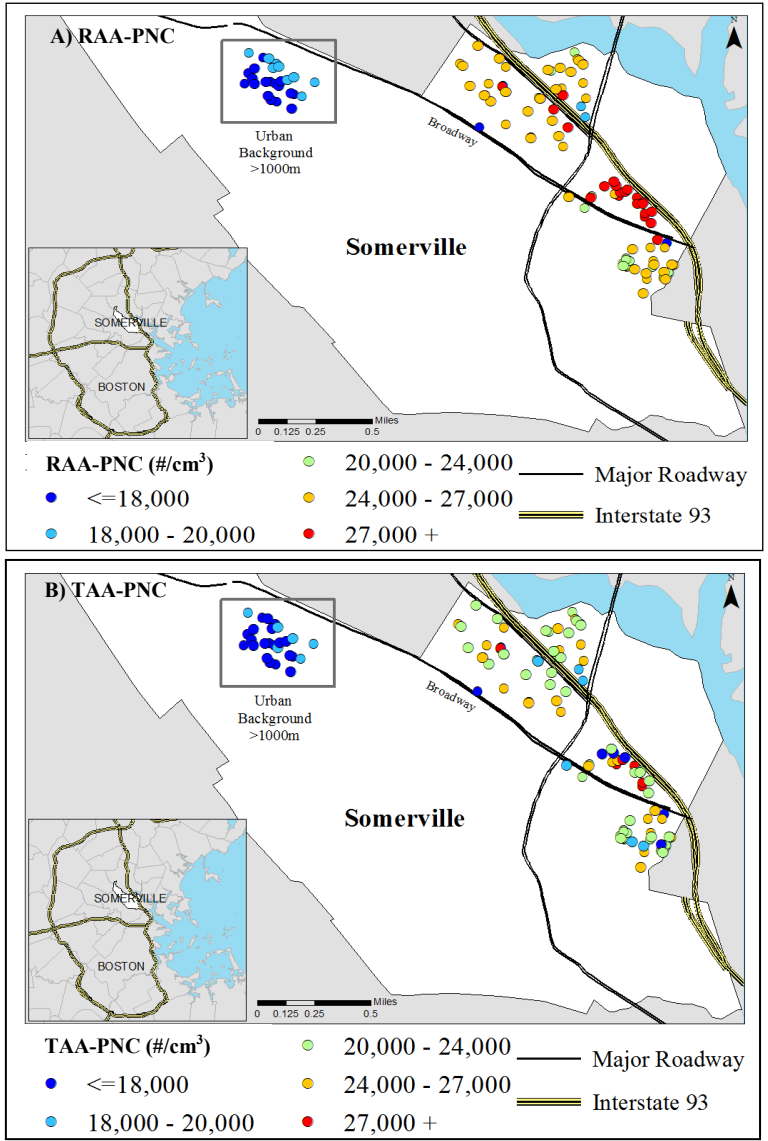 A) RAA-PNC
N
Urban
Background
>1000m
Broadway
Somerville
SOMERVILLE
BOSTON
Miles
0 0.125 0.25 0.5
RAA-PNC (#/cm³)
<=18,000
18,000 - 20,000
20,000 - 24,000
24,000 - 27,000
27,000 +
Major Roadway
Interstate 93
B) TAA-PNC
N
Urban
Background
>1000m
Broadway
Somerville
SOMERVILLE
BOSTON
Miles
0 0.125 0.25 0.5
TAA-PNC (#/cm³)
<=18,000
18,000 - 20,000
20,000 - 24,000
24,000 - 27,000
27,000 +
Major Roadway
Interstate 93